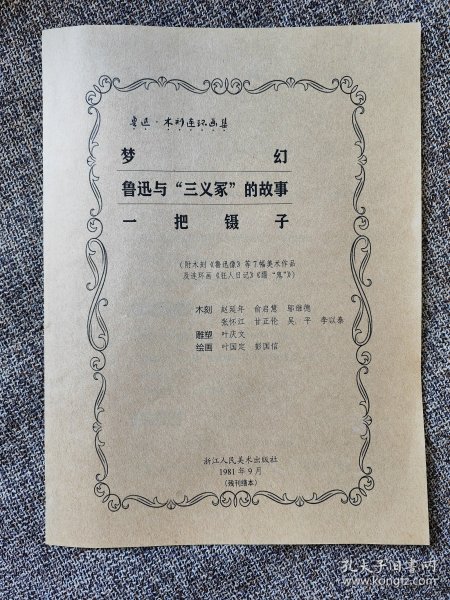 鲁迅·木刻连环画集
梦幻
鲁迅与“三义冢”的故事
一把镊子
(附木刻《鲁迅像》等7幅美术作品
及连环画《狂人日记》《踢“鬼”》)
木刻 赵延年 俞启慧 邬继德
张怀江 甘正伦 吴平 李以泰
雕塑 叶庆文
绘画 叶国定 彭国信
浙江人民美术出版社
1981年9月
(残刊缮本)
孔夫子旧书网